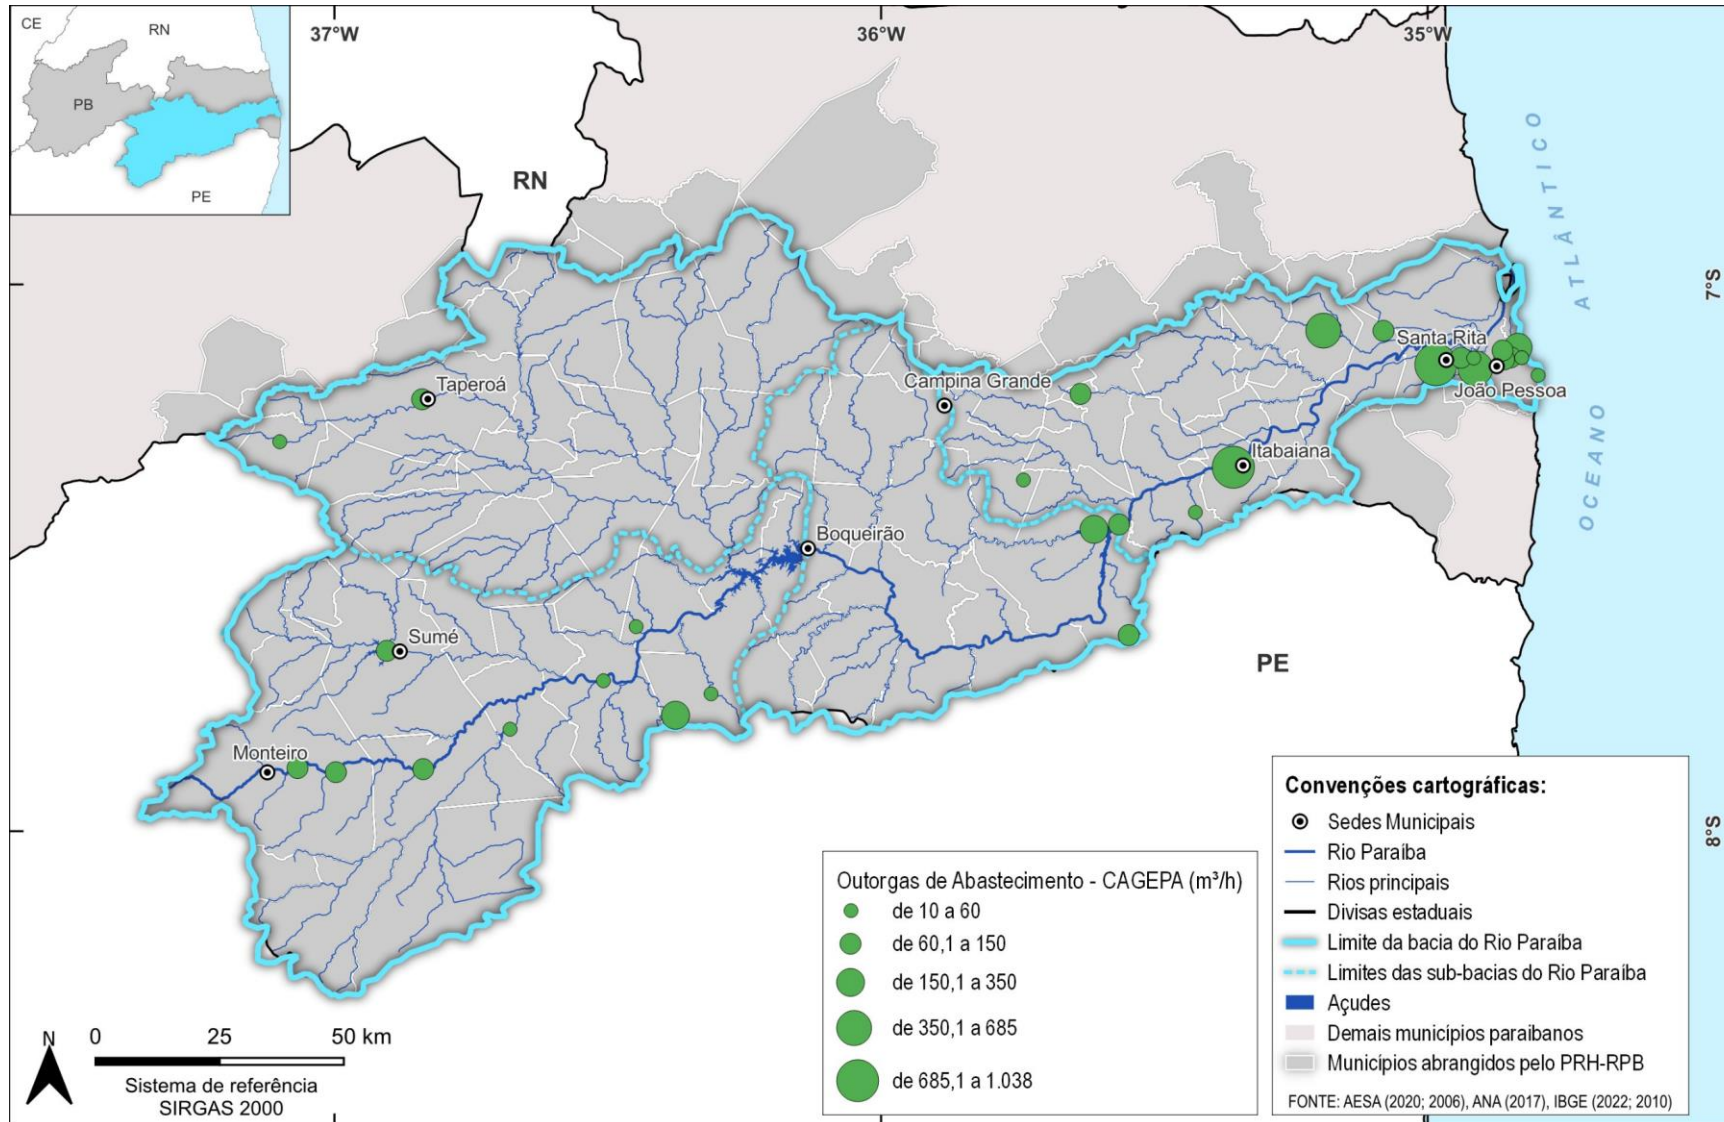 CE
RN
PB
PE
37°W
36°W
35°W
7°S
8°S
RN
PE
OCEANO ATLÂNTICO
Taperoá
Campina Grande
Santa Rita
João Pessoa
Itabaiana
Boqueirão
Sumé
Monteiro
N
0 25 50 km
Sistema de referência
SIRGAS 2000
Outorgas de Abastecimento - CAGEPA (m³/h)
de 10 a 60
de 60,1 a 150
de 150,1 a 350
de 350,1 a 685
de 685,1 a 1.038
Convenções cartográficas:
Sedes Municipais
Rio Paraíba
Rios principais
Divisas estaduais
Limite da bacia do Rio Paraíba
Limites das sub-bacias do Rio Paraíba
Açudes
Demais municípios paraibanos
Municípios abrangidos pelo PRH-RPB
FONTE: AESA (2020; 2006), ANA (2017), IBGE (2022; 2010)